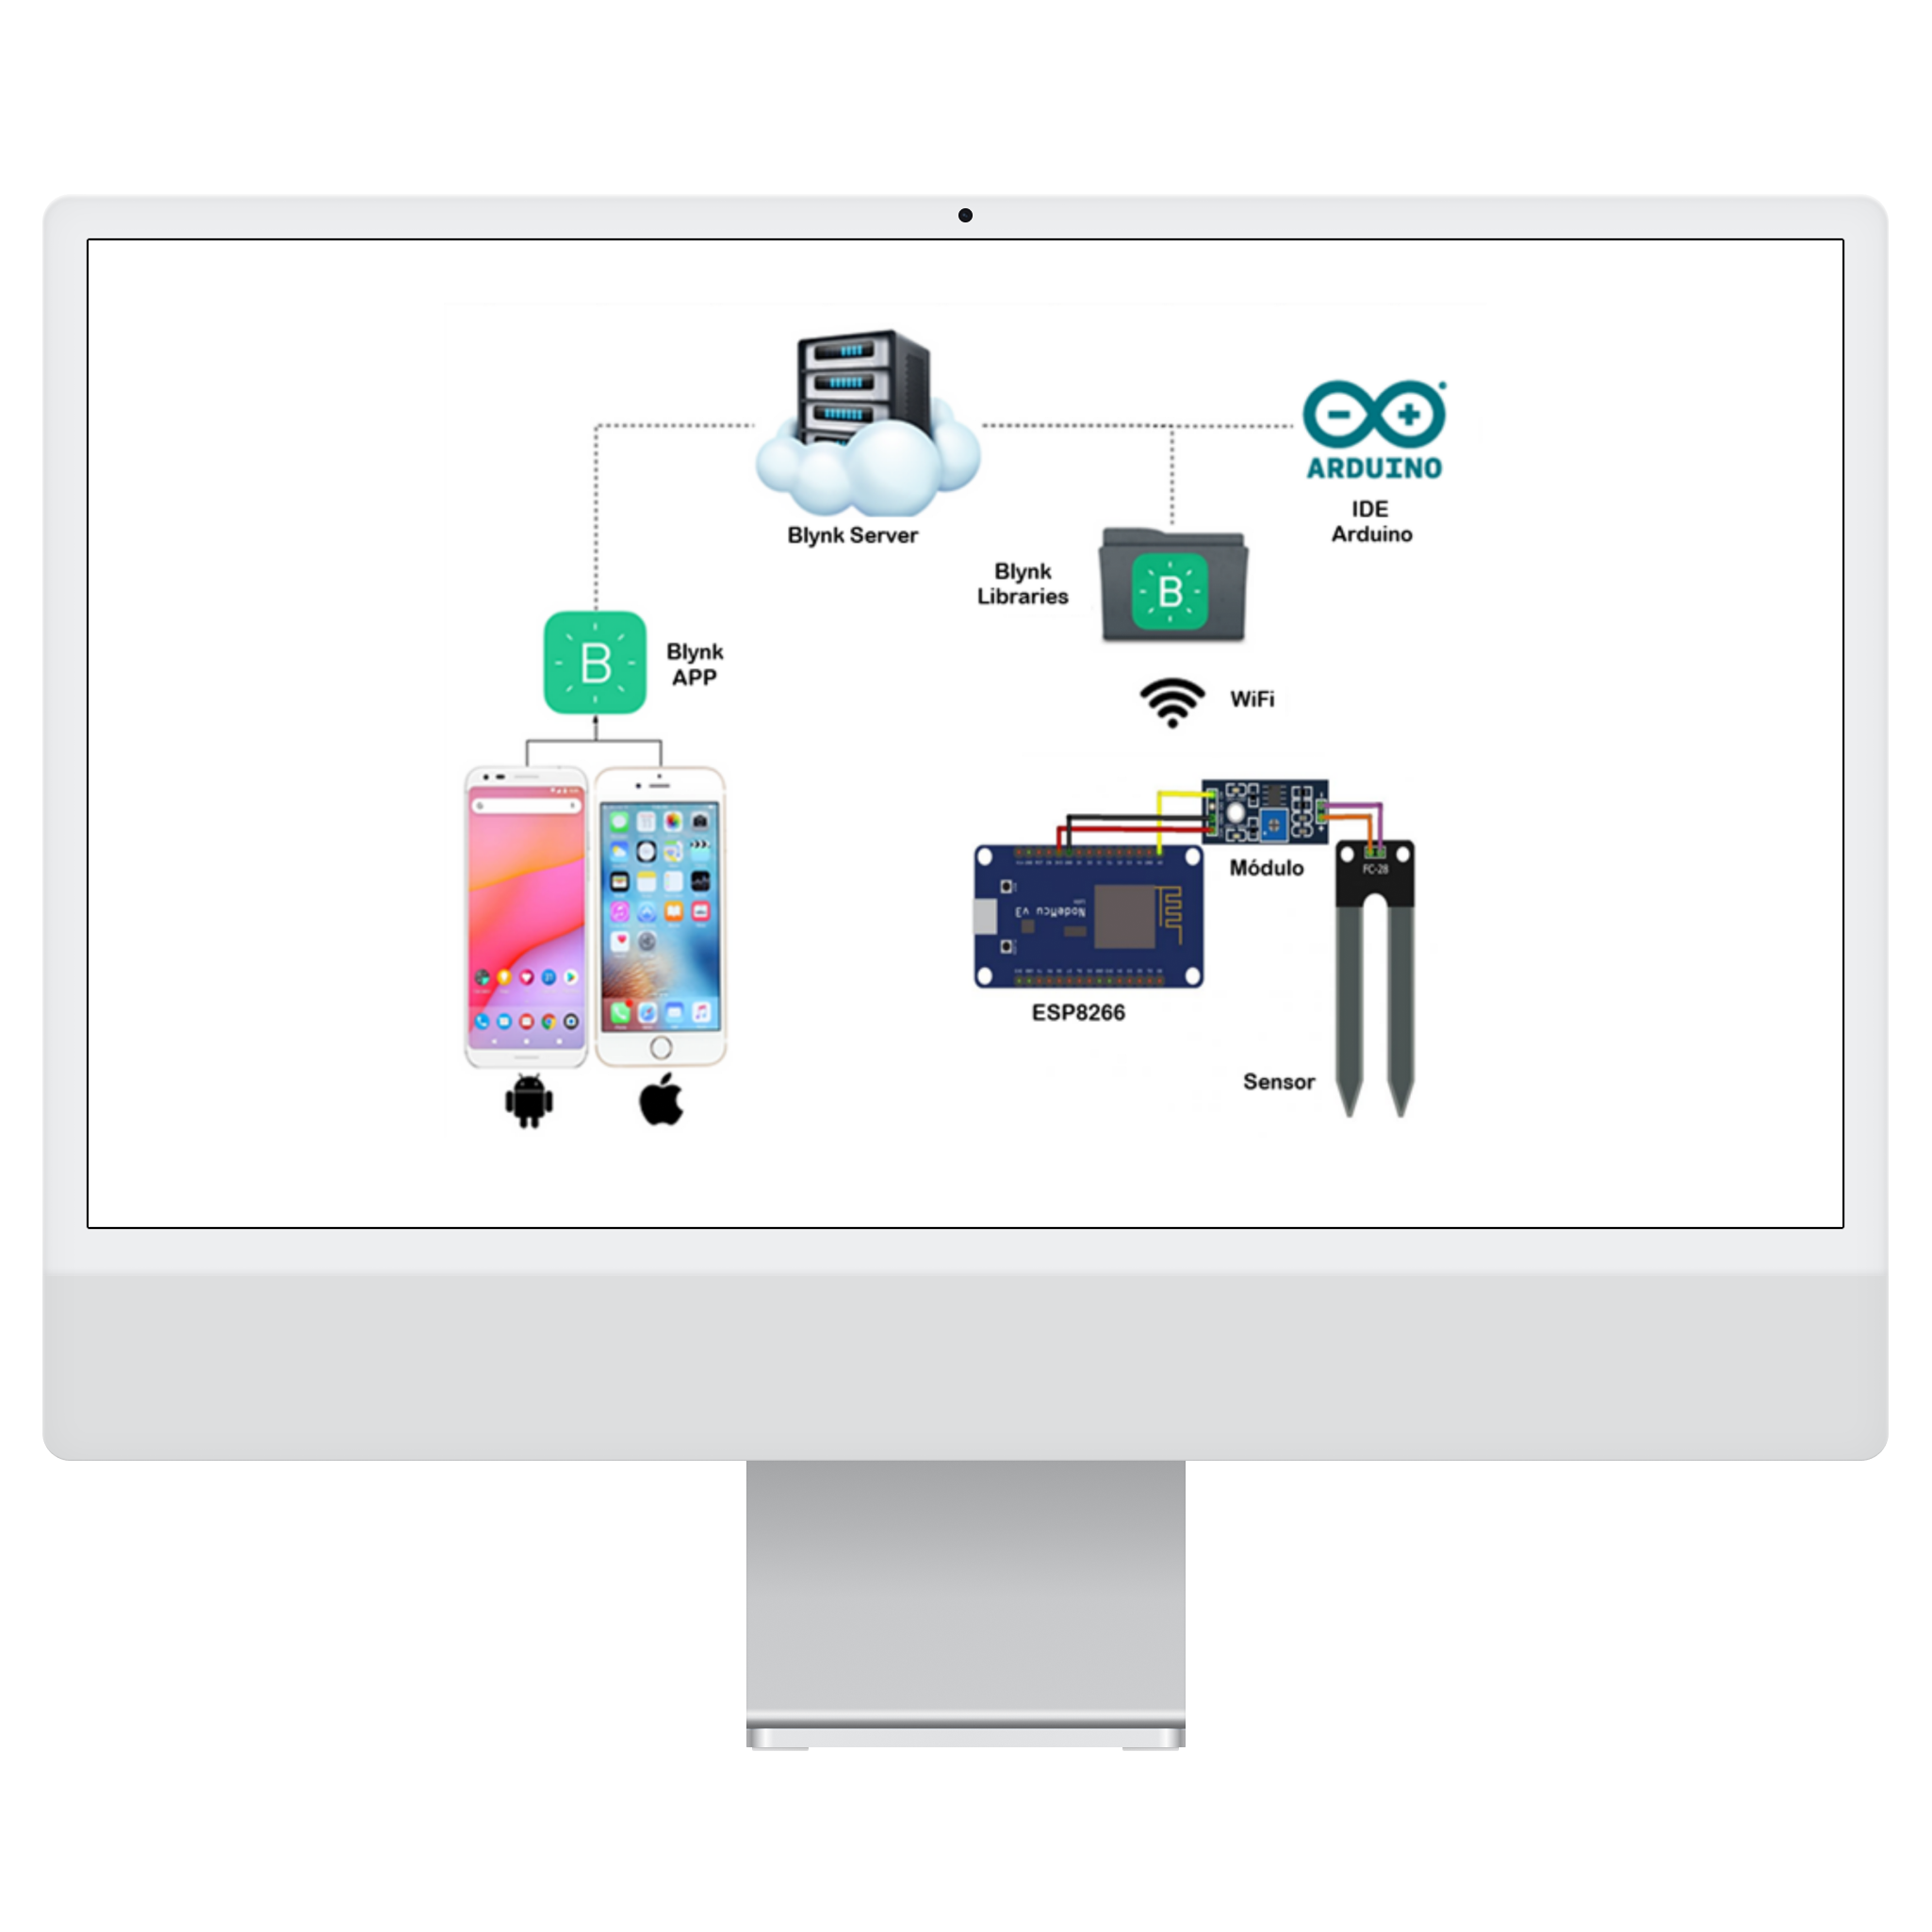 ARDUINO
IDE
Arduino
Blynk Server
Blynk
Libraries
B
B
Blynk
APP
WiFi
Módulo
FC-28
NodeMcu v3
ESP8266
Sensor